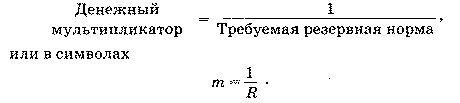 Денежный мультипликатор = 1 / Требуемая резервная норма,
или в символах
m = 1 / R .